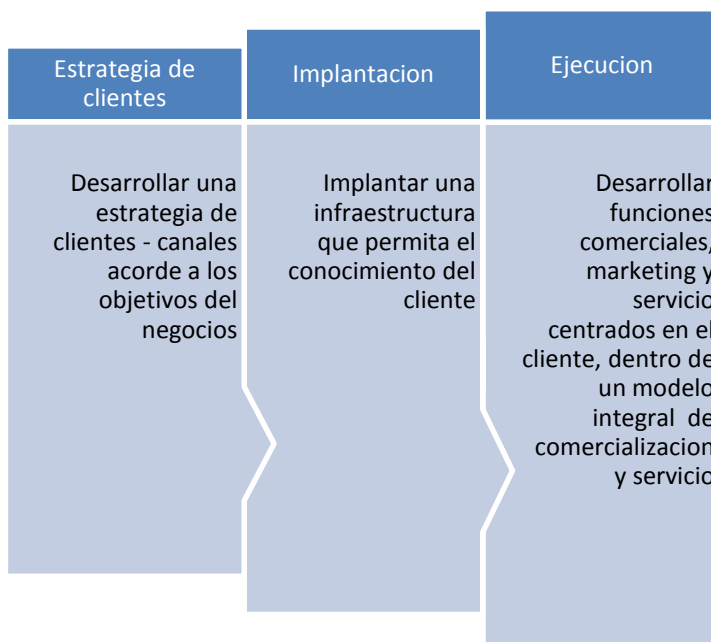 Estrategia de
clientes
Desarrollar una
estrategia de
clientes - canales
acorde a los
objetivos del
negocios
Implantacion
Implantar una
infraestructura
que permita el
conocimiento del
cliente
Ejecucion
Desarrollar
funciones
comerciales,
marketing y
servicio
centrados en el
cliente, dentro de
un modelo
integral de
comercializacion
y servicio